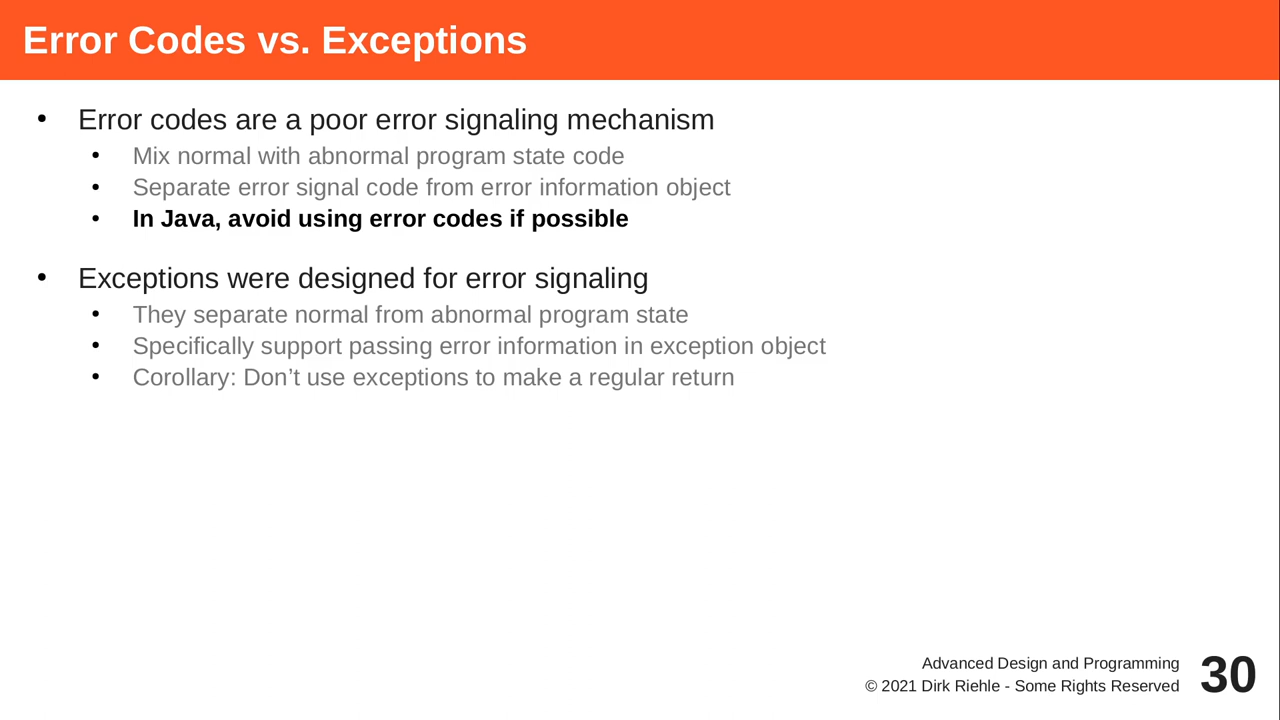 Error Codes vs. Exceptions
• Error codes are a poor error signaling mechanism
• Mix normal with abnormal program state code
• Separate error signal code from error information object
• In Java, avoid using error codes if possible
• Exceptions were designed for error signaling
• They separate normal from abnormal program state
• Specifically support passing error information in exception object
• Corollary: Don’t use exceptions to make a regular return
Advanced Design and Programming
© 2021 Dirk Riehle - Some Rights Reserved
30